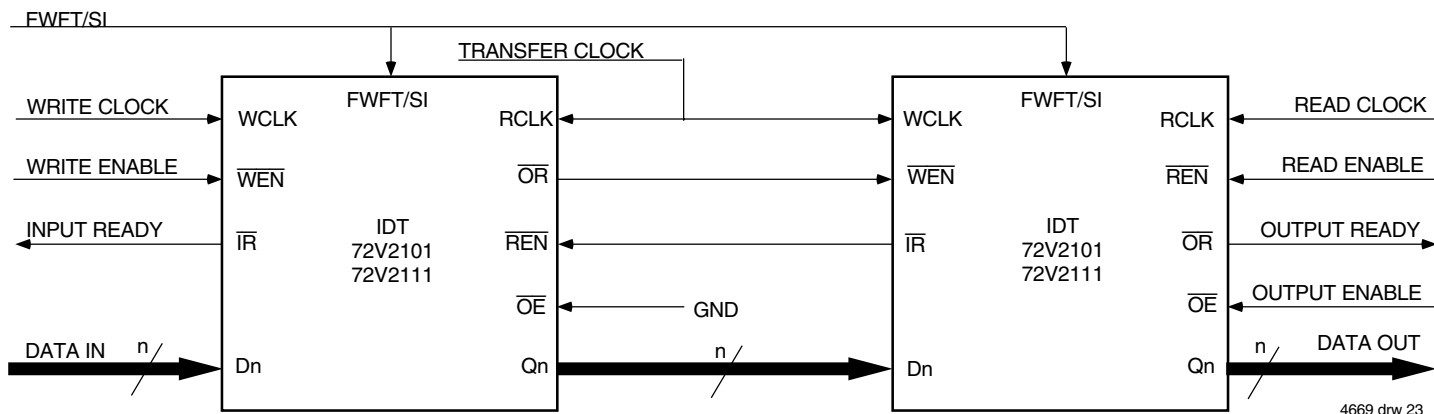 FWFT/SI
TRANSFER CLOCK
FWFT/SI
FWFT/SI
WRITE CLOCK
WCLK
RCLK
WCLK
RCLK
READ CLOCK
WRITE ENABLE
WEN
OR
WEN
REN
READ ENABLE
INPUT READY
IR
IDT
72V2101
72V2111
REN
IR
IDT
72V2101
72V2111
OR
OUTPUT READY
OE
GND
OE
OUTPUT ENABLE
DATA IN
n
Dn
Qn
n
Dn
Qn
n
DATA OUT
4669 drw 23